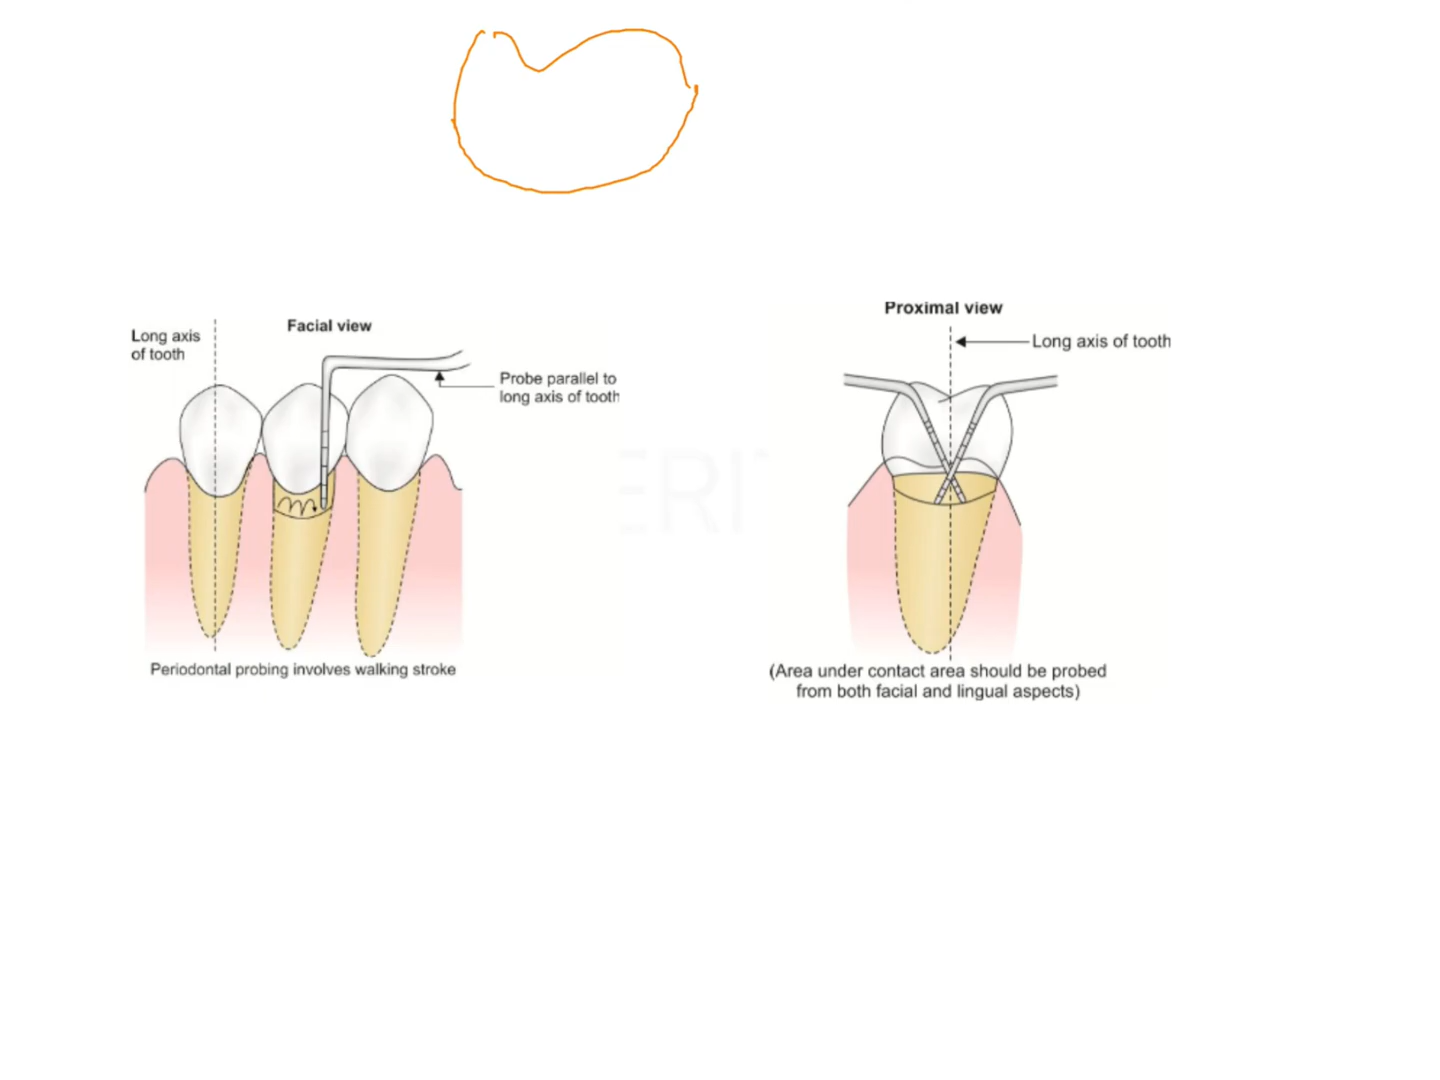 Facial view
Long axis
of tooth
Probe parallel to
long axis of tooth
Periodontal probing involves walking stroke
Proximal view
Long axis of tooth
(Area under contact area should be probed
from both facial and lingual aspects)